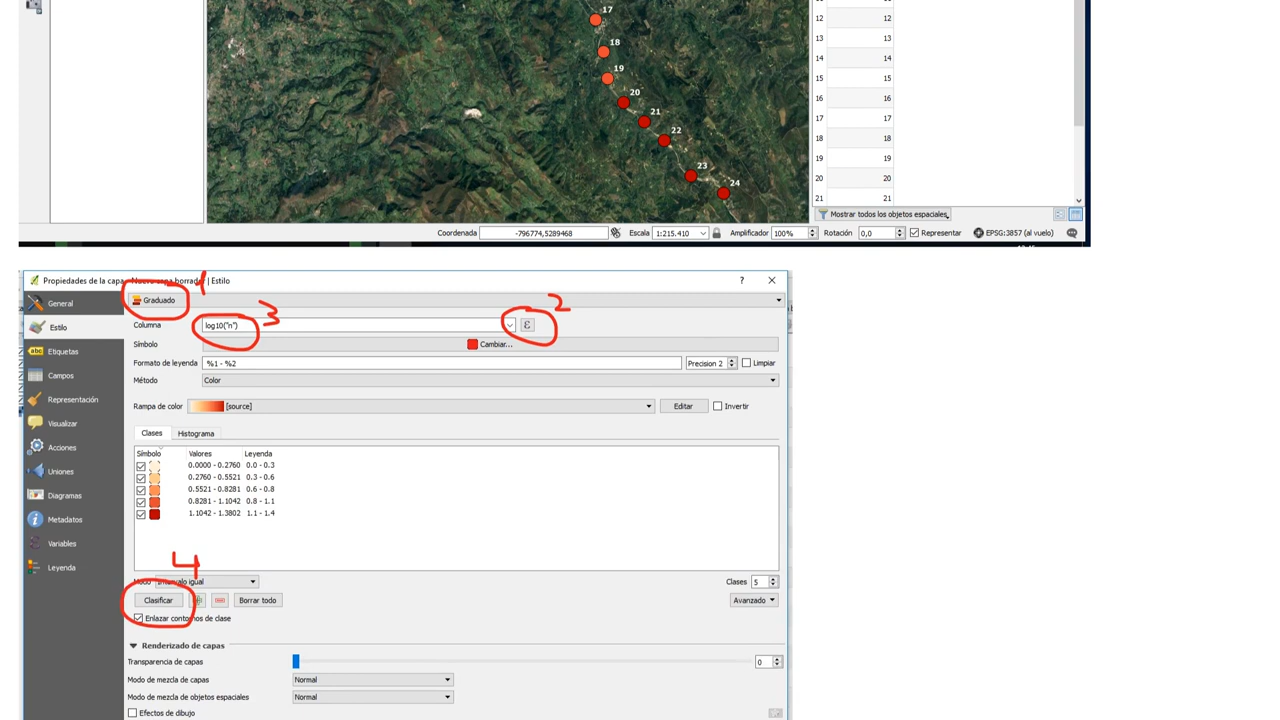 17
18
19
20
21
22
23
24
12 12
13 13
14 14
15 15
16 16
17 17
18 18
19 19
20 20
21 21
Mostrar todos los objetos espaciales
Coordenada -796774,5289468 Escala 1:215.410 Amplificador 100% Rotación 0,0 Representar EPSG:3857 (al vuelo)
Propiedades de la capa Estilo ? X
1
2
3
4
General
Estilo
Etiquetas
Campos
Representación
Visualizar
Acciones
Uniones
Diagramas
Metadatos
Variables
Leyenda
Graduado
Columna log10("n") ε
Símbolo Cambiar...
Formato de leyenda %1 - %2 Precision 2 Limpiar
Método Color
Rampa de color [source] Editar Invertir
Clases Histograma
Símbolo Valores Leyenda
0.0000 - 0.2760 0.0 - 0.3
0.2760 - 0.5521 0.3 - 0.6
0.5521 - 0.8281 0.6 - 0.8
0.8281 - 1.1042 0.8 - 1.1
1.1042 - 1.3802 1.1 - 1.4
Modo Intervalo igual Clases 5
Clasificar Borrar todo Avanzado
Enlazar contornos de clase
Renderizado de capas
Transparencia de capas 0
Modo de mezcla de capas Normal
Modo de mezcla de objetos espaciales Normal
Efectos de dibujo